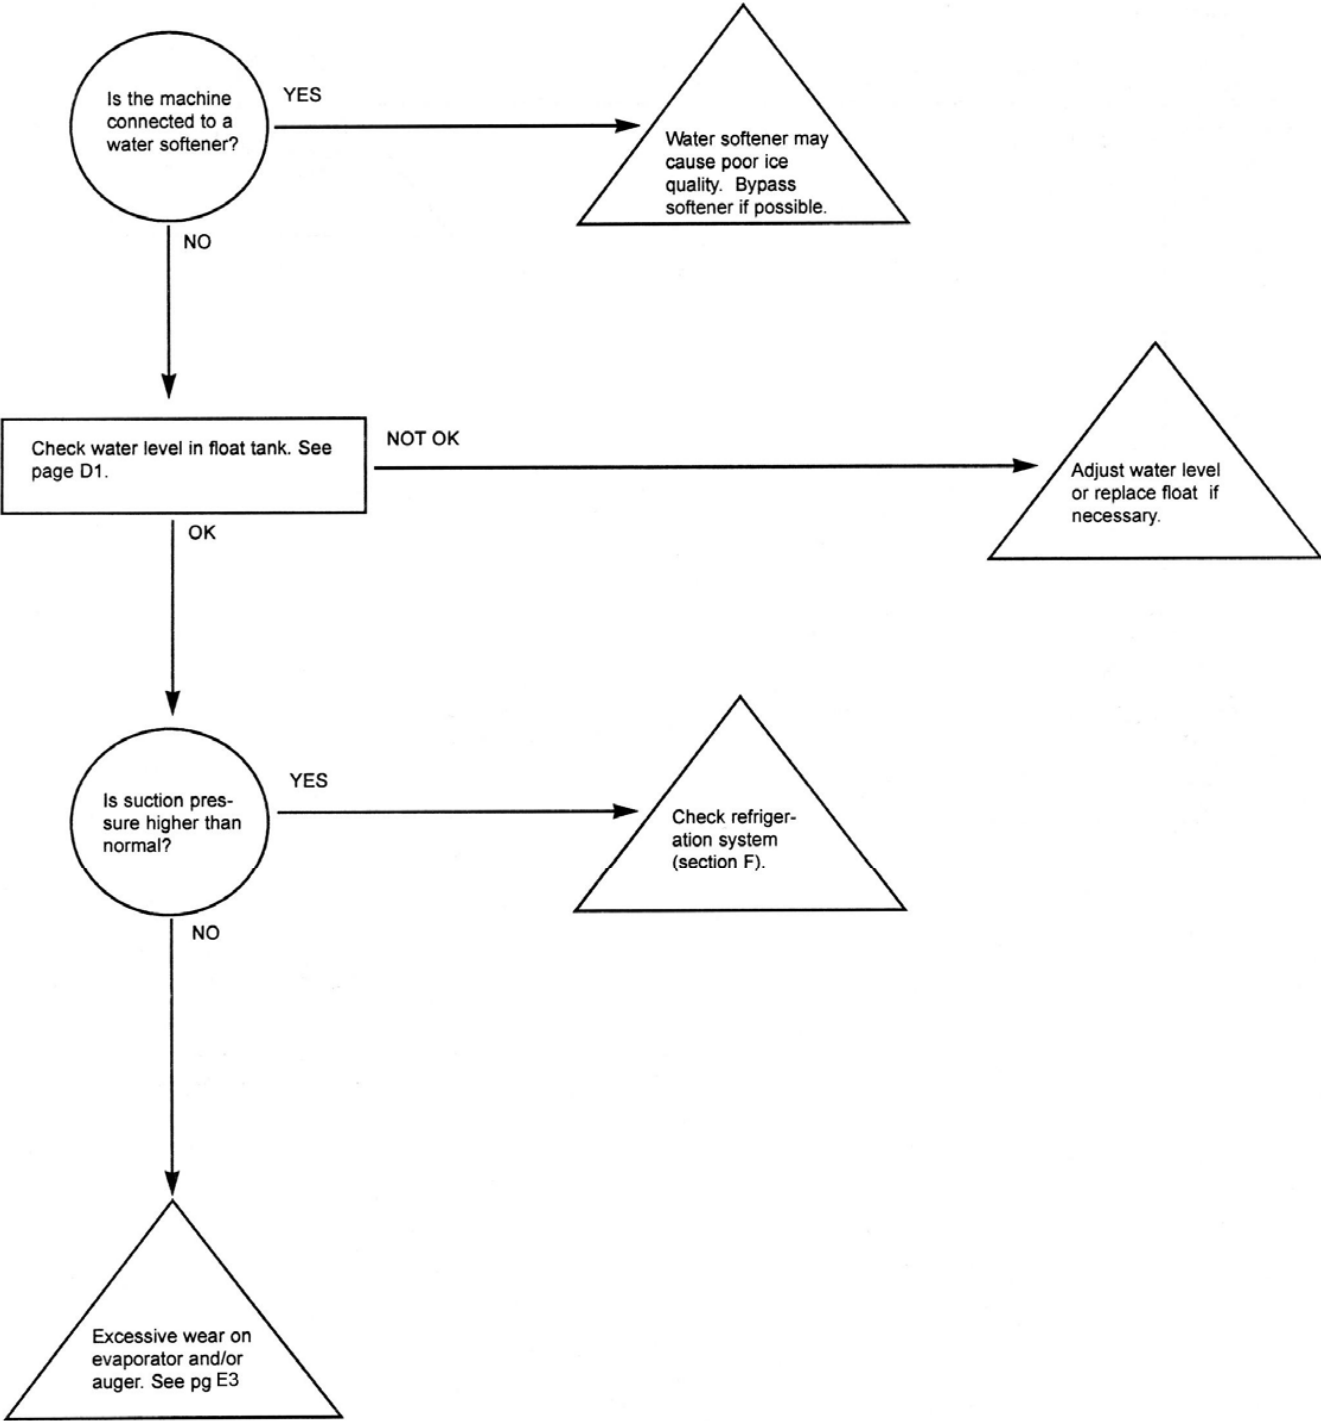 Is the machine
connected to a
water softener?
YES
Water softener may
cause poor ice
quality. Bypass
softener if possible.
NO
Check water level in float tank. See
page D1.
NOT OK
Adjust water level
or replace float if
necessary.
OK
Is suction pres-
sure higher than
normal?
YES
Check refriger-
ation system
(section F).
NO
Excessive wear on
evaporator and/or
auger. See pg E3